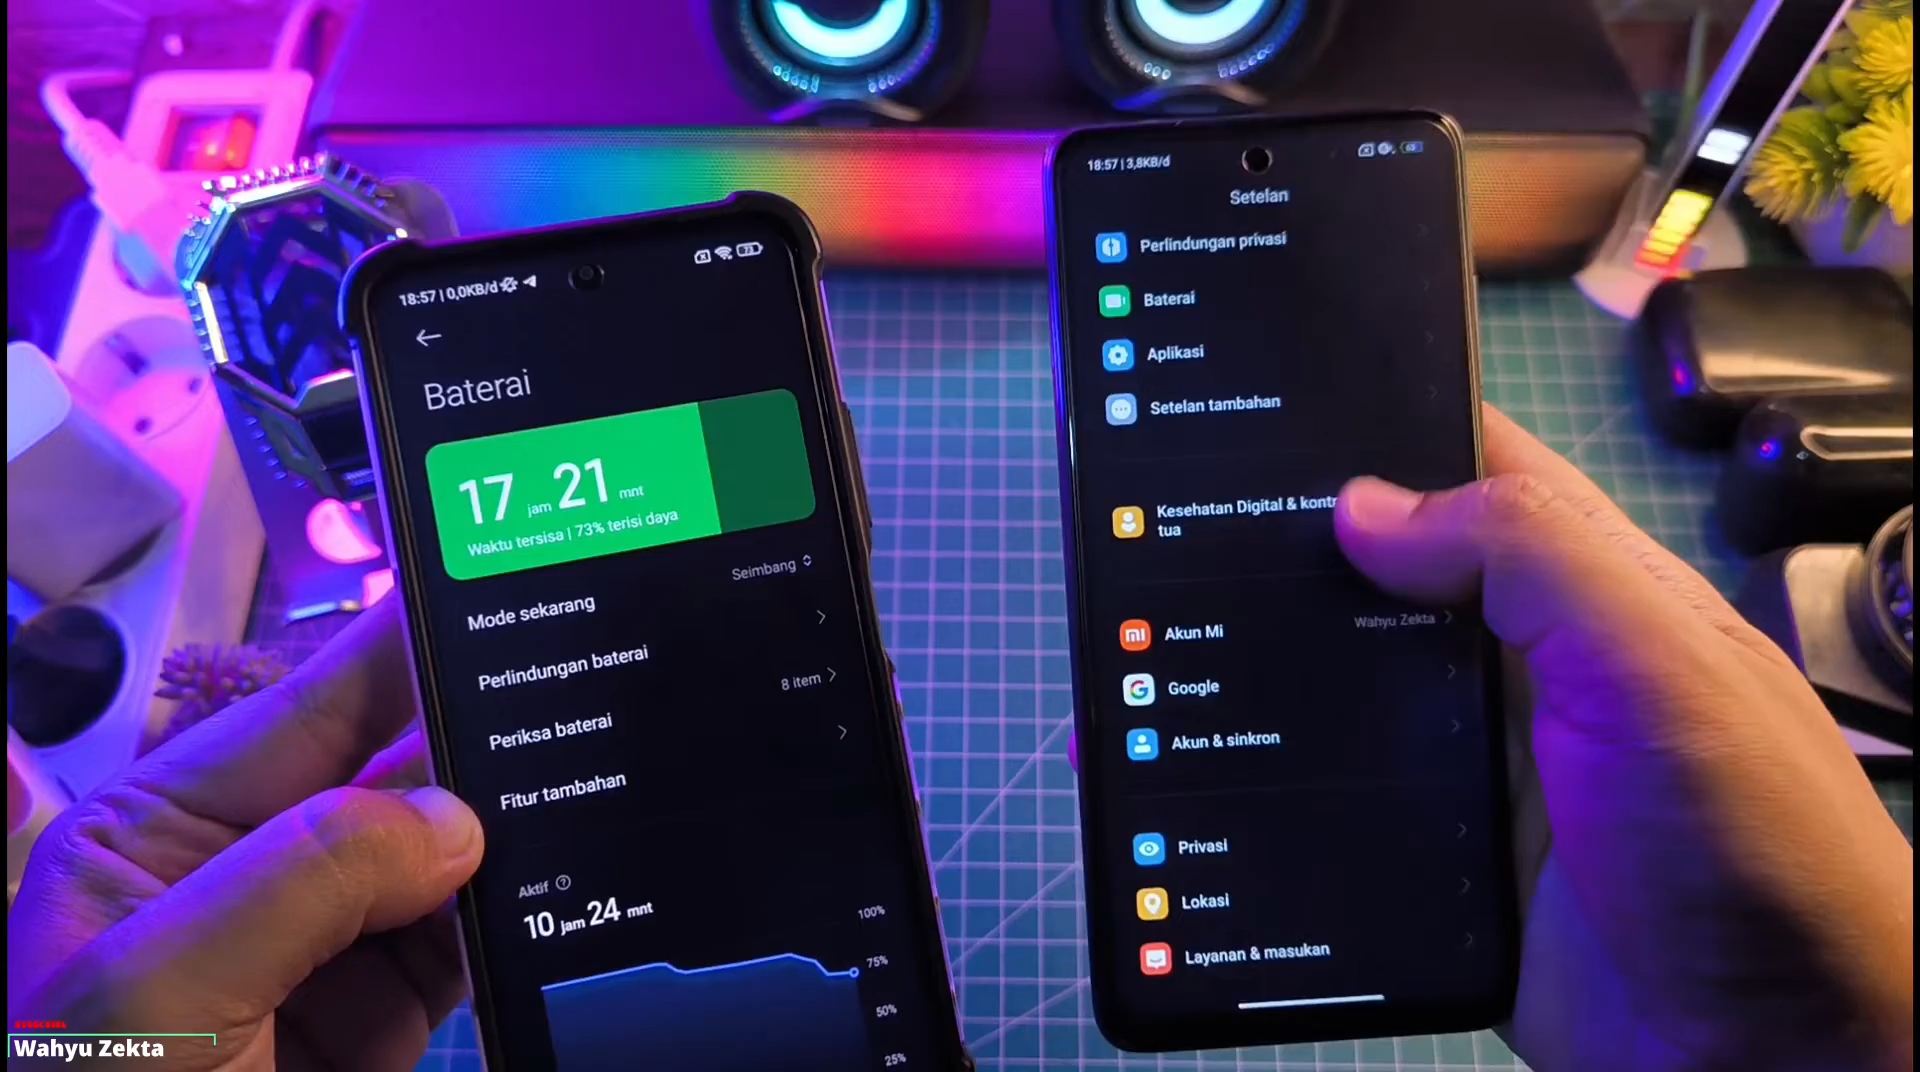 18:57 | 0,0KB/d
73
Baterai
17 jam 21 mnt
Waktu tersisa | 73% terisi daya
Mode sekarang
Seimbang
Perlindungan baterai
Periksa baterai
8 item
Fitur tambahan
Aktif
10 jam 24 mnt
100%
75%
50%
25%
18:57 | 3,8KB/d
Setelan
Perlindungan privasi
Baterai
Aplikasi
Setelan tambahan
Kesehatan Digital & kontr
tua
Akun Mi
Wahyu Zekta
Google
Akun & sinkron
Privasi
Lokasi
Layanan & masukan
Wahyu Zekta